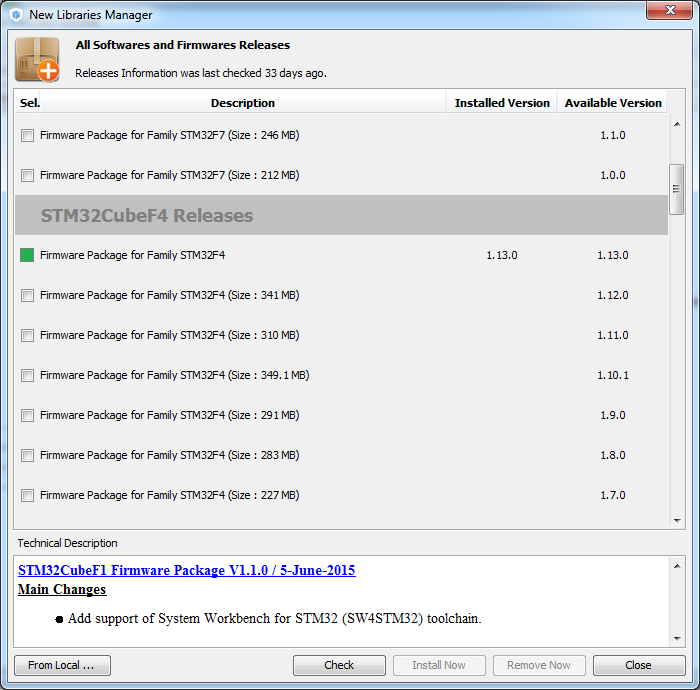 New Libraries Manager
All Softwares and Firmwares Releases
Releases Information was last checked 33 days ago.
Sel. Description Installed Version Available Version
Firmware Package for Family STM32F7 (Size : 246 MB) 1.1.0
Firmware Package for Family STM32F7 (Size : 212 MB) 1.0.0
STM32CubeF4 Releases
Firmware Package for Family STM32F4 1.13.0 1.13.0
Firmware Package for Family STM32F4 (Size : 341 MB) 1.12.0
Firmware Package for Family STM32F4 (Size : 310 MB) 1.11.0
Firmware Package for Family STM32F4 (Size : 349.1 MB) 1.10.1
Firmware Package for Family STM32F4 (Size : 291 MB) 1.9.0
Firmware Package for Family STM32F4 (Size : 283 MB) 1.8.0
Firmware Package for Family STM32F4 (Size : 227 MB) 1.7.0
Technical Description
STM32CubeF1 Firmware Package V1.1.0 / 5-June-2015
Main Changes
● Add support of System Workbench for STM32 (SW4STM32) toolchain.
From Local ... Check Install Now Remove Now Close